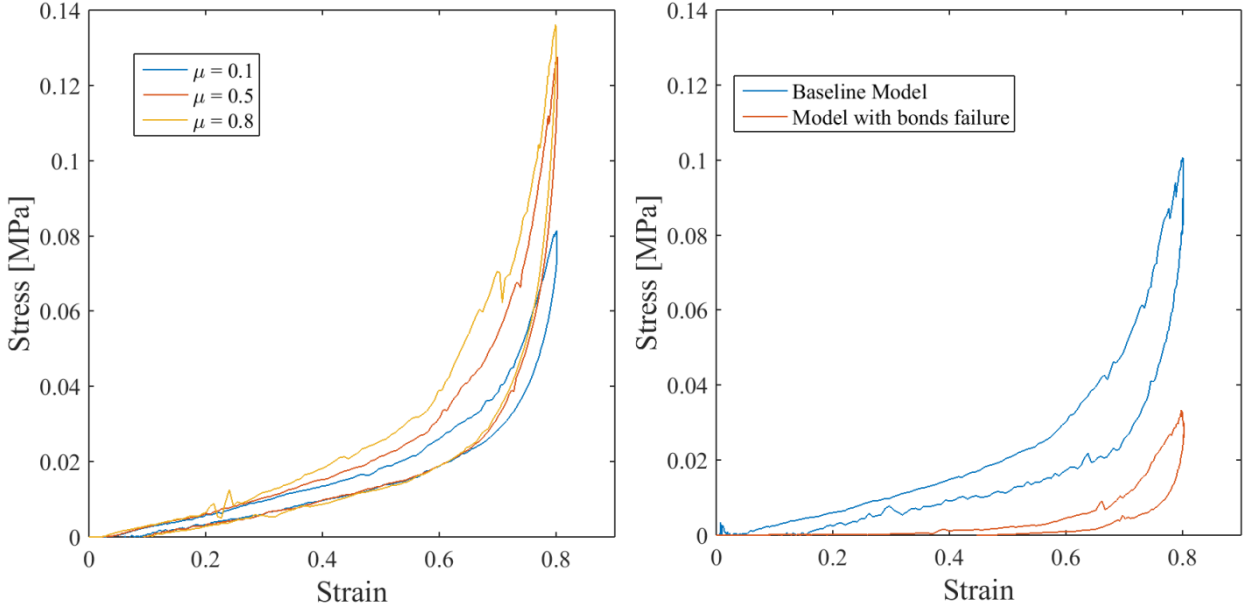 0.14
0.12
0.1
0.08
0.06
0.04
0.02
0
Stress [MPa]
μ = 0.1
μ = 0.5
μ = 0.8
0
0.2
0.4
0.6
0.8
Strain
0.14
0.12
0.1
0.08
0.06
0.04
0.02
0
Stress [MPa]
Baseline Model
Model with bonds failure
0
0.2
0.4
0.6
0.8
Strain